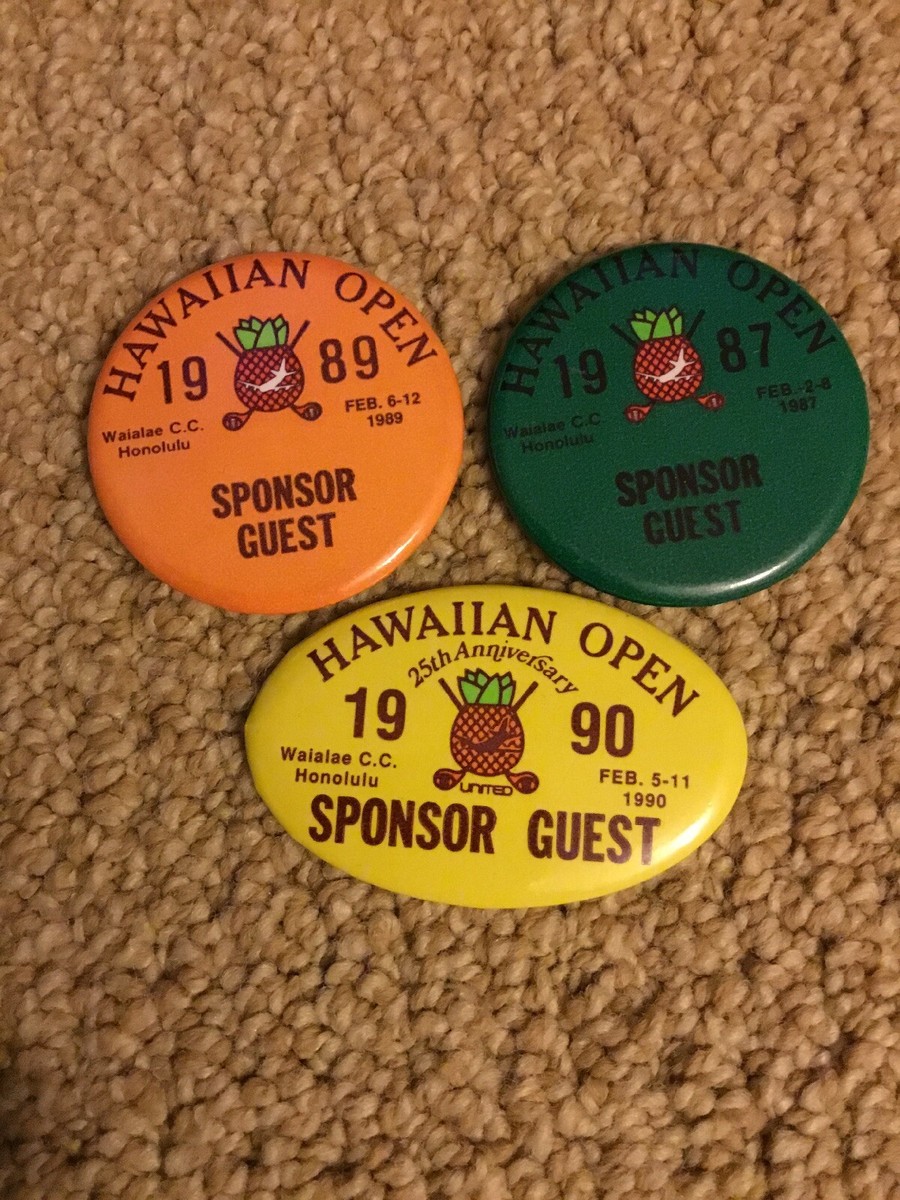 HAWAIIAN OPEN
19 89
Waialae C.C.
Honolulu
FEB. 6-12
1989
SPONSOR
GUEST
HAWAIIAN OPEN
19 87
Waialae C.C
Honolulu
FEB.-2-8
1987
SPONSOR
GUEST
HAWAIIAN OPEN
25th Anniversary
19 90
Waialae C.C.
Honolulu
FEB. 5-11
1990
UNITED
SPONSOR GUEST